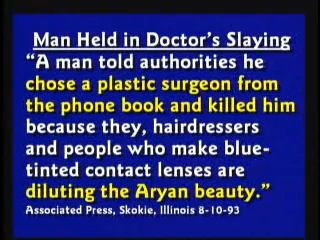 Man Held in Doctor's Slaying
“A man told authorities he
chose a plastic surgeon from
the phone book and killed him
because they, hairdressers
and people who make blue-
tinted contact lenses are
diluting the Aryan beauty.”
Associated Press, Skokie, Illinois 8-10-93